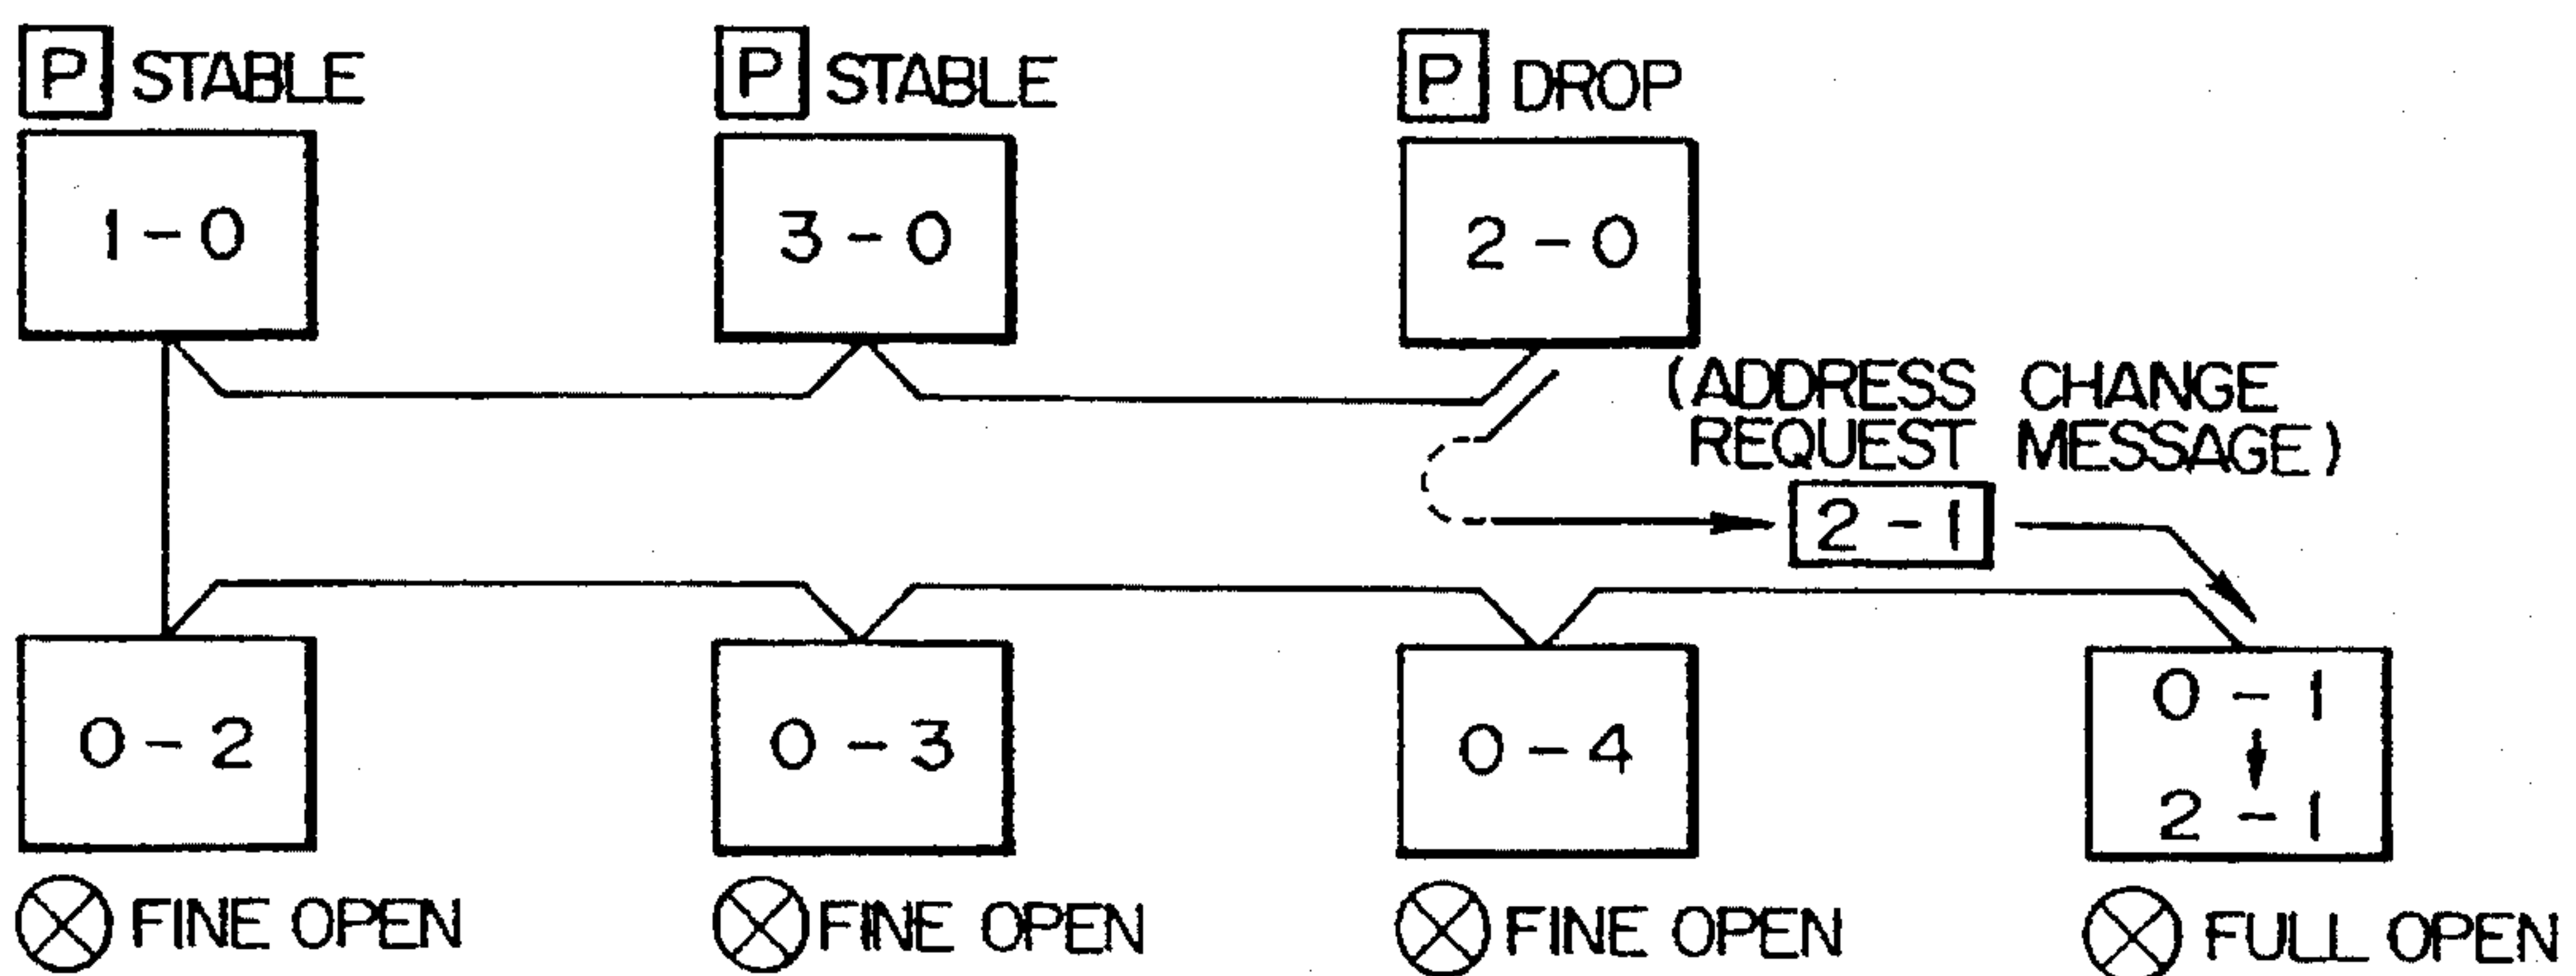 P STABLE
P STABLE
P DROP
1-0
3-0
2-0
(ADDRESS CHANGE
REQUEST MESSAGE)
2-1
0-2
0-3
0-4
0-1
2-1
FINE OPEN
FINE OPEN
FINE OPEN
FULL OPEN